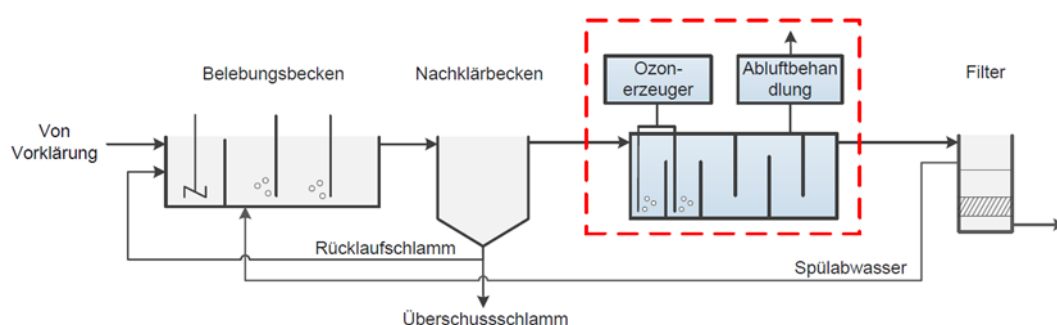 Belebungsbecken
Nachklärbecken
Ozon-
erzeuger
Abluftbehan
dlung
Filter
Von
Vorklärung
Rücklaufschlamm
Spülabwasser
Überschussschlamm